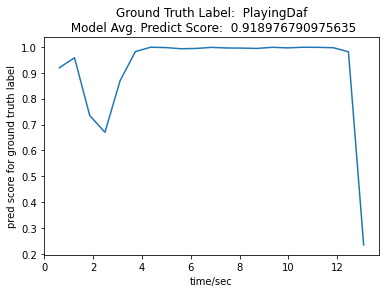 Ground Truth Label:  PlayingDaf
Model Avg. Predict Score:  0.918976790975635
1.0
0.9
0.8
0.7
0.6
0.5
0.4
0.3
0.2
pred score for ground truth label
0 2 4 6 8 10 12
time/sec